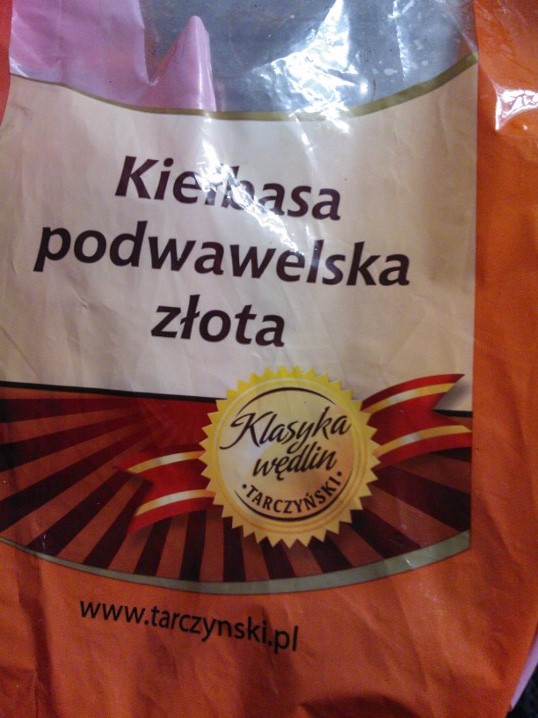 Kiełbasa
podwawelska
złota
Klasyka
wędlin
• TARCZYŃSKI •
www.tarczynski.pl